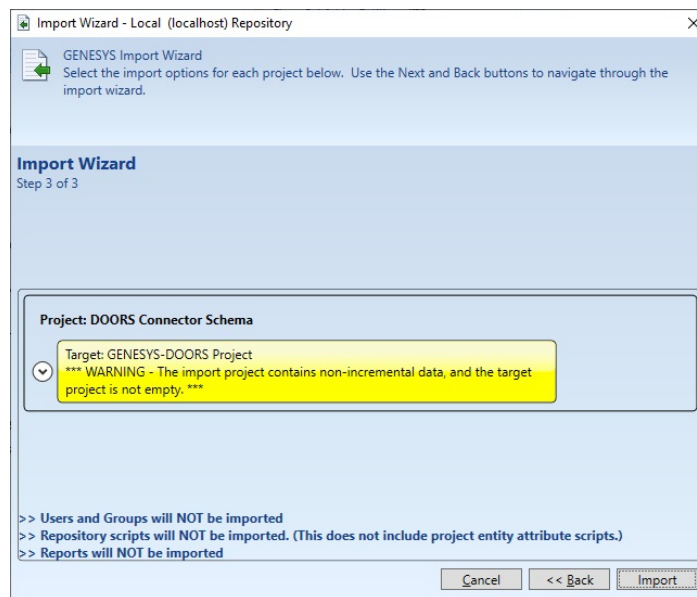 Import Wizard - Local (localhost) Repository
GENESYS Import Wizard
Select the import options for each project below. Use the Next and Back buttons to navigate through the
import wizard.
Import Wizard
Step 3 of 3
Project: DOORS Connector Schema
Target: GENESYS-DOORS Project
*** WARNING - The import project contains non-incremental data, and the target
project is not empty. ***
>> Users and Groups will NOT be imported
>> Repository scripts will NOT be imported. (This does not include project entity attribute scripts.)
>> Reports will NOT be imported
Cancel << Back Import